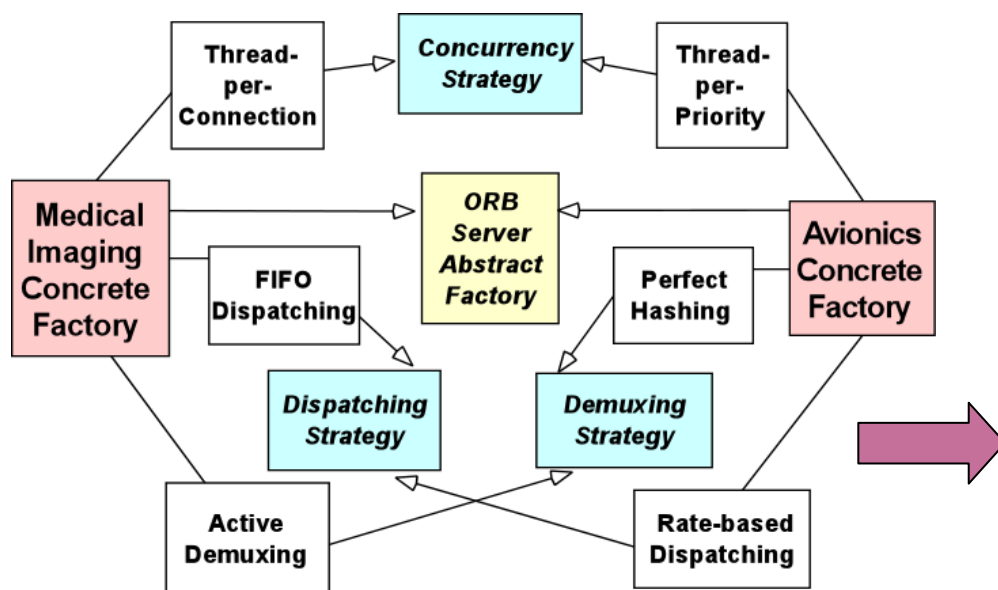 Thread-
per-
Connection
Concurrency
Strategy
Thread-
per-
Priority
Medical
Imaging
Concrete
Factory
ORB
Server
Abstract
Factory
Avionics
Concrete
Factory
FIFO
Dispatching
Perfect
Hashing
Dispatching
Strategy
Demuxing
Strategy
Active
Demuxing
Rate-based
Dispatching